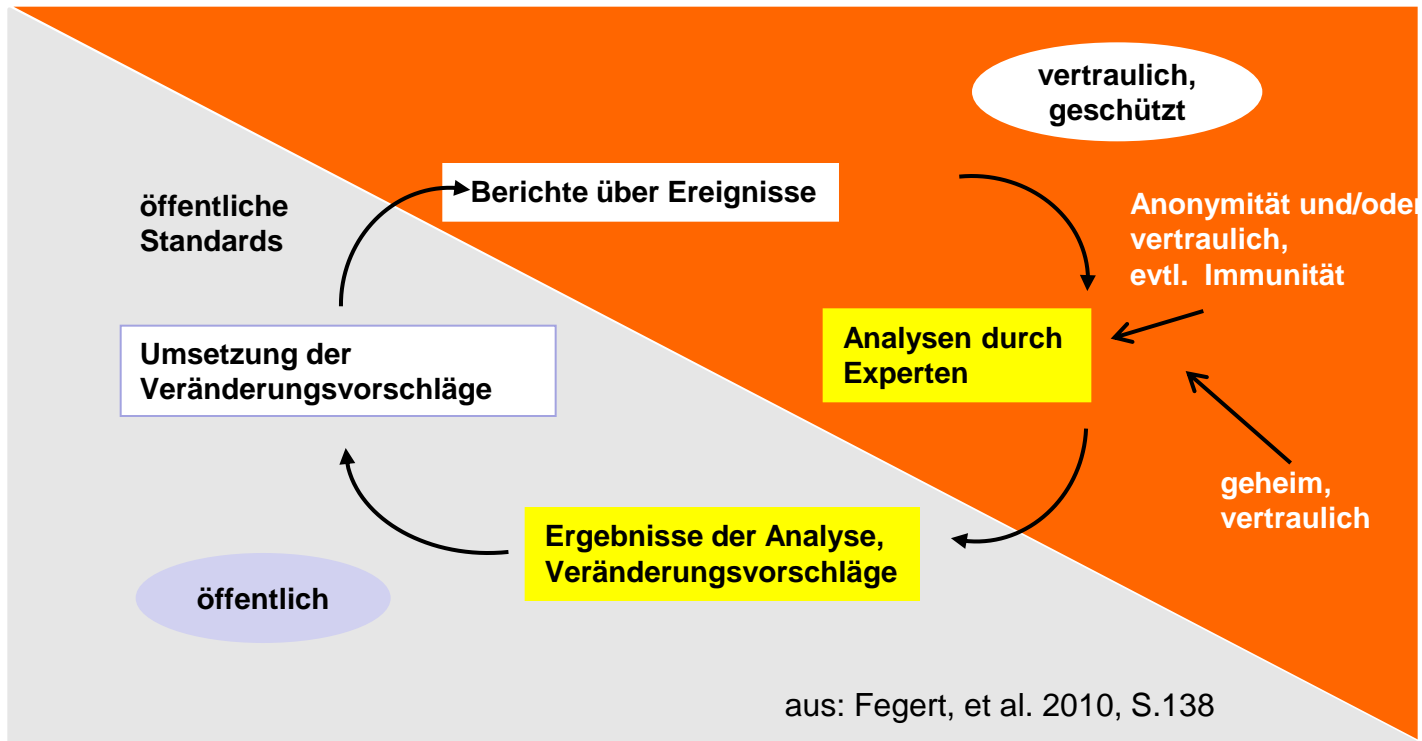 vertraulich,
geschützt
Berichte über Ereignisse
öffentliche
Standards
Anonymität und/oder
vertraulich,
evtl. Immunität
Umsetzung der
Veränderungsvorschläge
Analysen durch
Experten
geheim,
vertraulich
Ergebnisse der Analyse,
Veränderungsvorschläge
öffentlich
aus: Fegert, et al. 2010, S.138